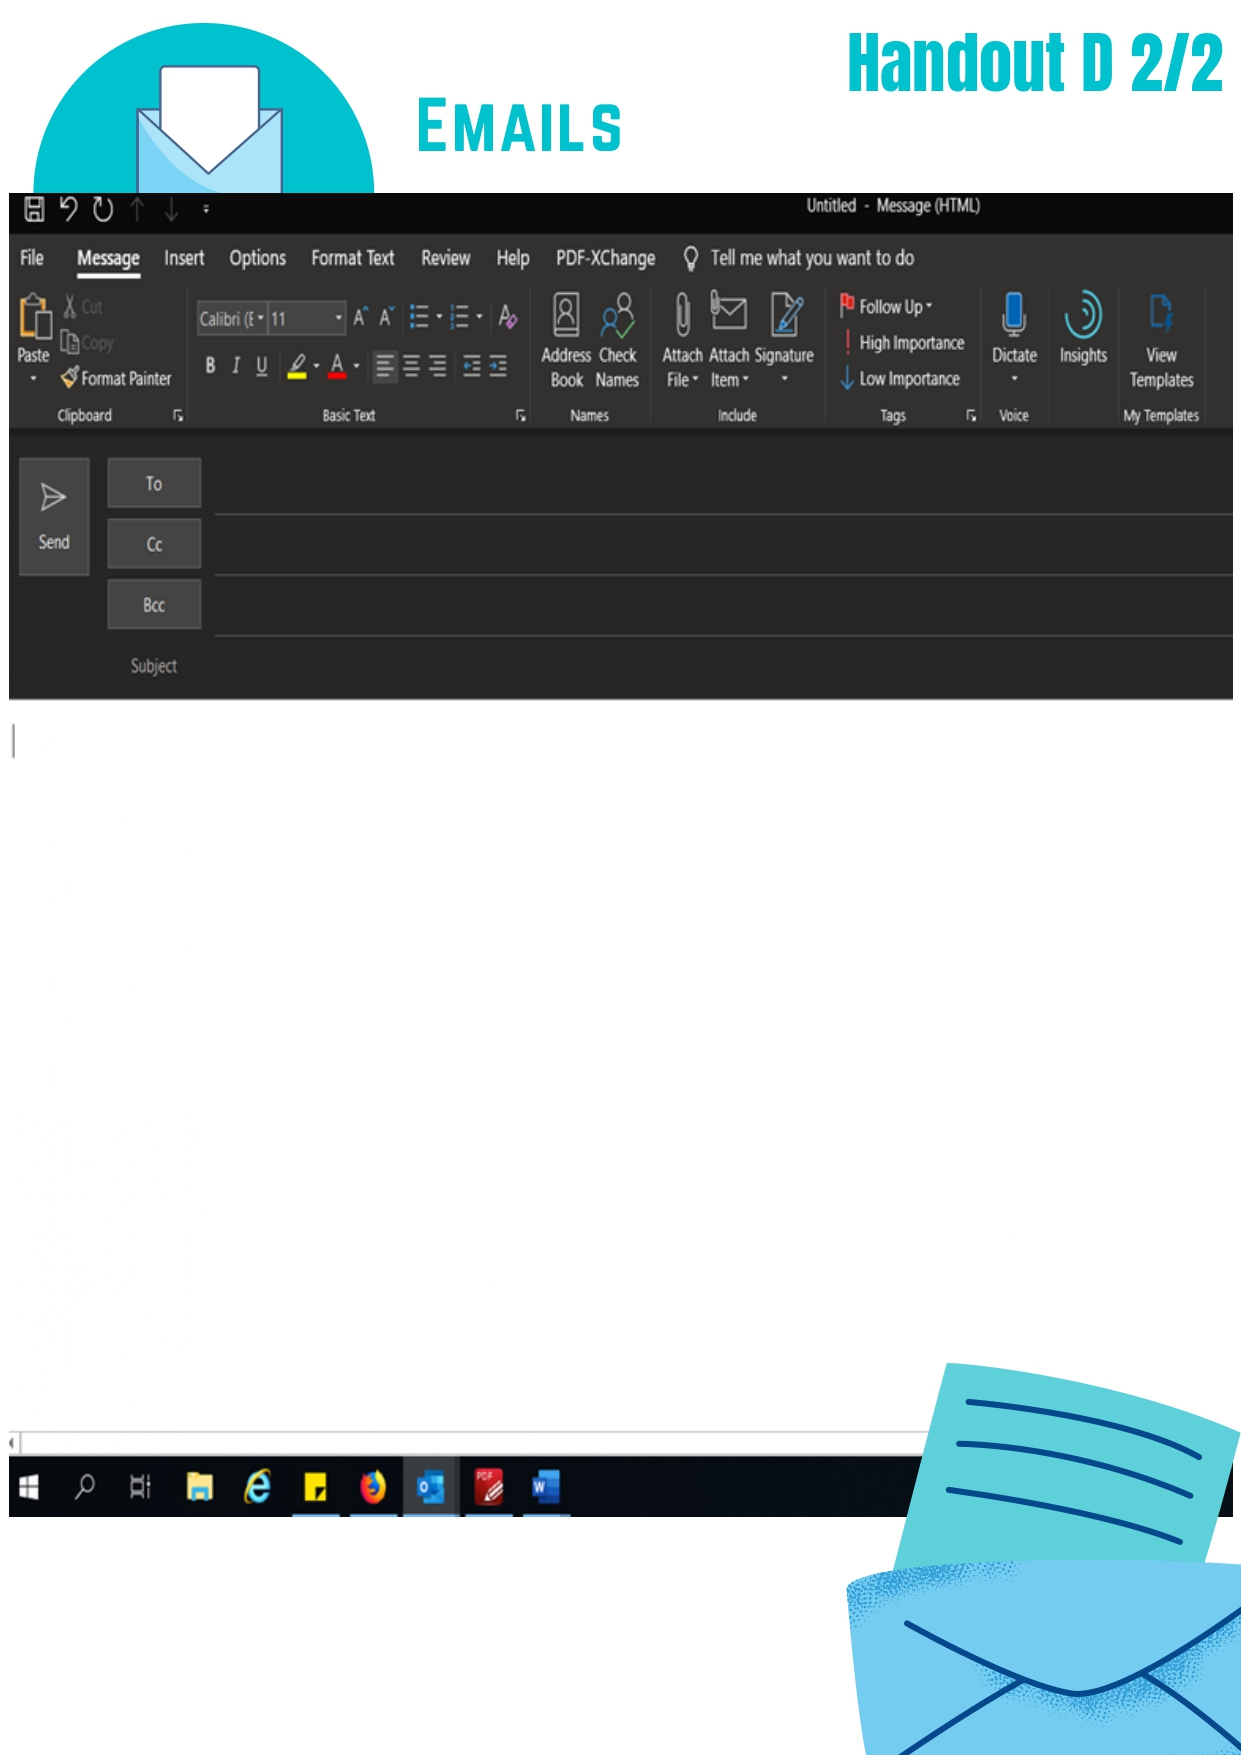 Handout D 2/2
EMAILS
Untitled - Message (HTML)
File Message Insert Options Format Text Review Help PDF-XChange Tell me what you want to do
Cut
Copy
Format Painter
Paste
Clipboard
Calibri (E 11
B I U A
Basic Text
Address Book
Check Names
Names
Attach File
Attach Item
Signature
Include
Follow Up
High Importance
Low Importance
Tags
Dictate
Voice
Insights
View Templates
My Templates
Send
To
Cc
Bcc
Subject
PDF
W